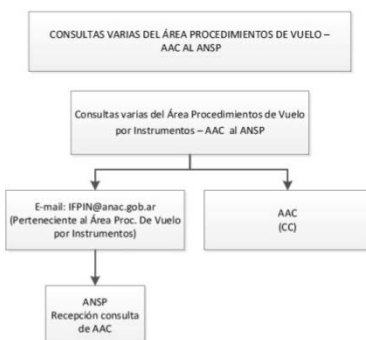 CONSULTAS VARIAS DEL ÁREA PROCEDIMIENTOS DE VUELO –
AAC AL ANSP
Consultas varias del Área Procedimientos de Vuelo
por Instrumentos – AAC al ANSP
E-mail: IFPIN@anac.gob.ar
(Perteneciente al Área Proc. De Vuelo
por Instrumentos)
AAC
(CC)
ANSP
Recepción consulta
de AAC